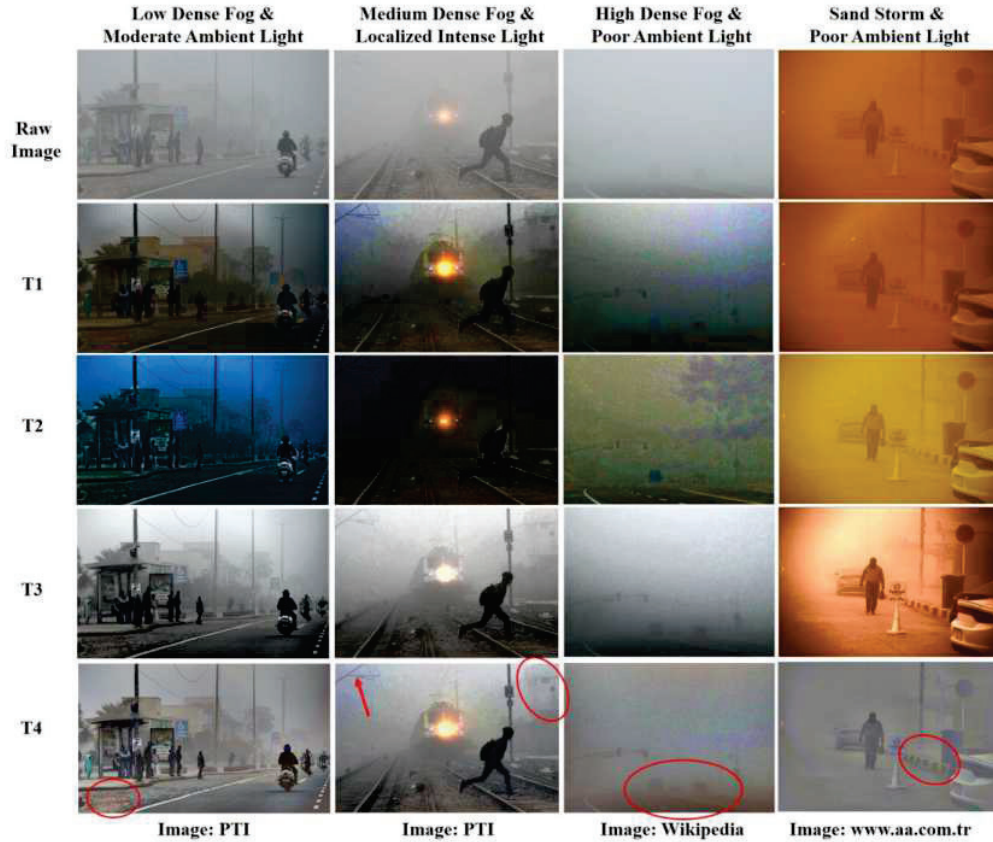 Low Dense Fog &
Moderate Ambient Light
Medium Dense Fog &
Localized Intense Light
High Dense Fog &
Poor Ambient Light
Sand Storm &
Poor Ambient Light
Raw
Image
T1
T2
T3
T4
Image: PTI
Image: PTI
Image: Wikipedia
Image: www.aa.com.tr